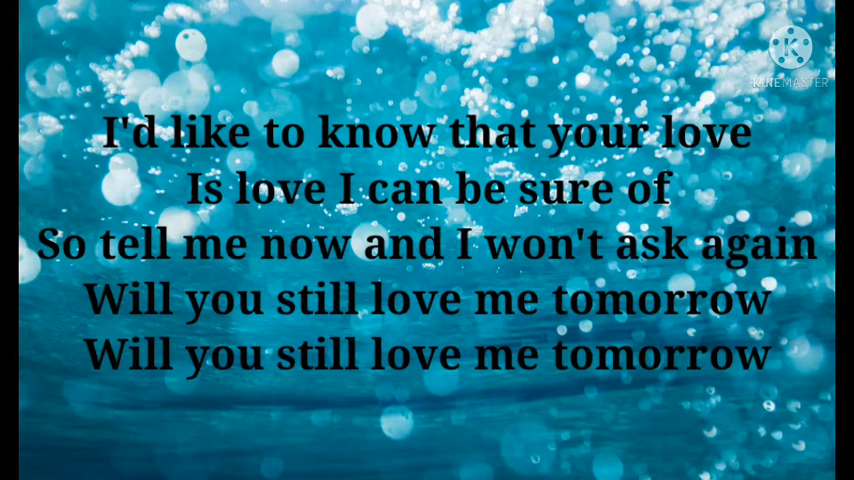 KINEMASTER
I'd like to know that your love
Is love I can be sure of
So tell me now and I won't ask again
Will you still love me tomorrow
Will you still love me tomorrow